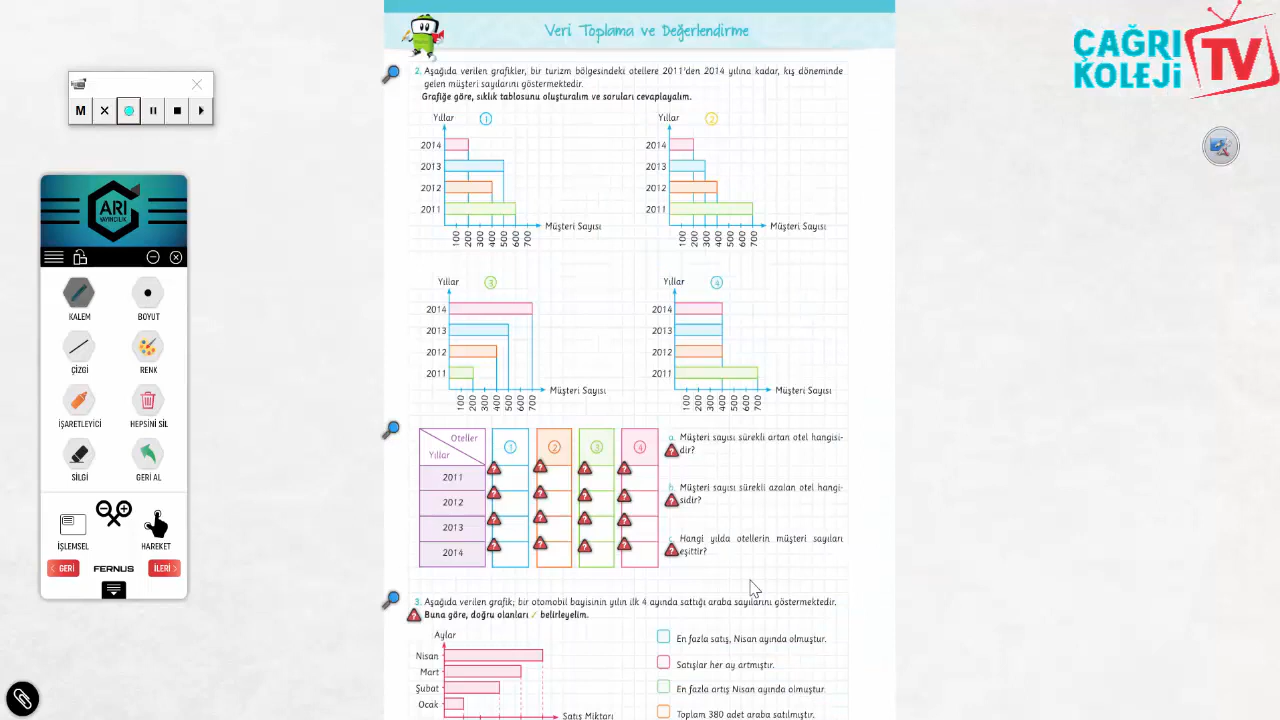 Veri Toplama ve Değerlendirme
ÇAĞRI
KOLEJİ
TV
2. Aşağıda verilen grafikler, bir turizm bölgesindeki otellere 2011'den 2014 yılına kadar, kış döneminde
gelen müşteri sayılarını göstermektedir.
Grafiğe göre, sıklık tablosunu oluşturalım ve soruları cevaplayalım.
M
Yıllar
1
2014
2013
2012
2011
Müşteri Sayısı
100 200 300 400 500 600 700
Yıllar
2
2014
2013
2012
2011
Müşteri Sayısı
100 200 300 400 500 600 700
Yıllar
3
2014
2013
2012
2011
Müşteri Sayısı
100 200 300 400 500 600 700
Yıllar
4
2014
2013
2012
2011
Müşteri Sayısı
100 200 300 400 500 600 700
Oteller
Yıllar
1 2 3 4
2011
2012
2013
2014
a. Müşteri sayısı sürekli artan otel hangisi-
dir?
b. Müşteri sayısı sürekli azalan otel hangi-
sidir?
c. Hangi yılda otellerin müşteri sayıları
eşittir?
3. Aşağıda verilen grafik; bir otomobil bayisinin yılın ilk 4 ayında sattığı araba sayılarını göstermektedir.
Buna göre, doğru olanları ✓ belirleyelim.
Aylar
Nisan
Mart
Şubat
Ocak
Satış Miktarı
En fazla satış, Nisan ayında olmuştur.
Satışlar her ay artmıştır.
En fazla artış Nisan ayında olmuştur.
Toplam 380 adet araba satılmıştır.
ARI
YAYINCILIK
KALEM
BOYUT
ÇİZGİ
RENK
İŞARETLEYİCİ
HEPSİNİ SİL
SİLGİ
GERİ AL
İŞLEMSEL
HAREKET
GERİ
FERNUS
İLERİ